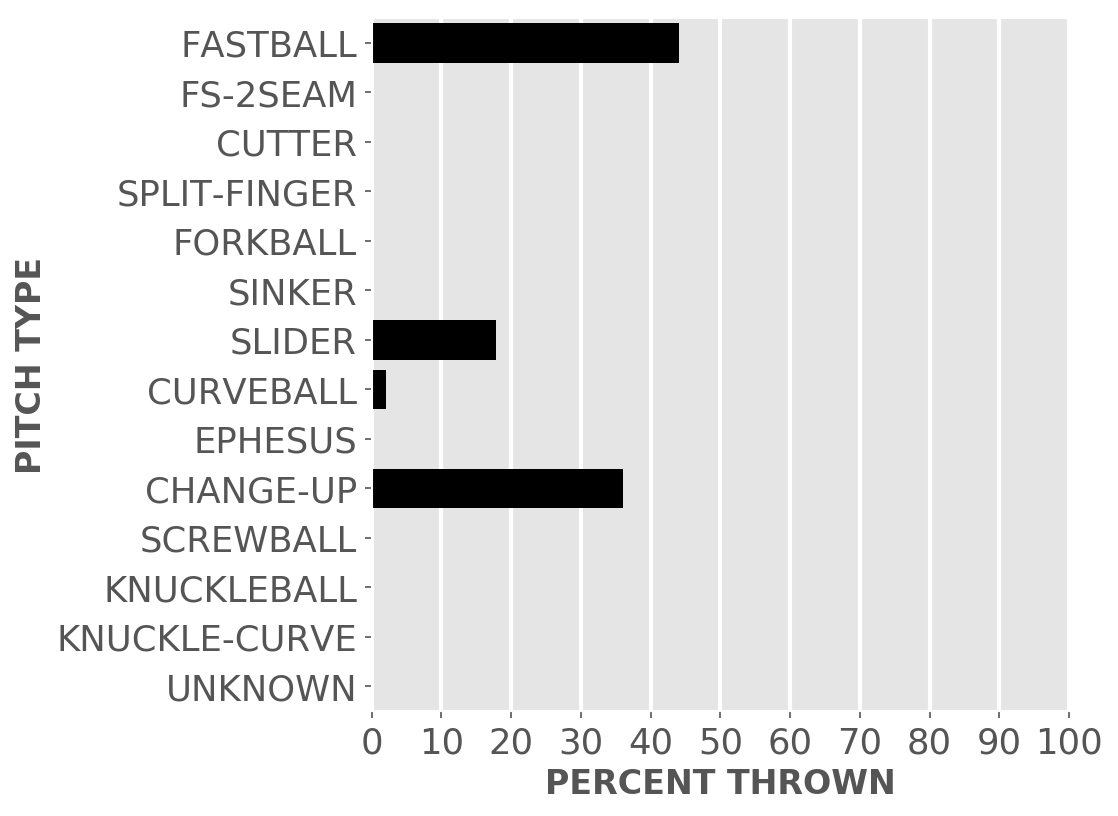 PITCH TYPE
FASTBALL
FS-2SEAM
CUTTER
SPLIT-FINGER
FORKBALL
SINKER
SLIDER
CURVEBALL
EPHESUS
CHANGE-UP
SCREWBALL
KNUCKLEBALL
KNUCKLE-CURVE
UNKNOWN
0 10 20 30 40 50 60 70 80 90 100
PERCENT THROWN